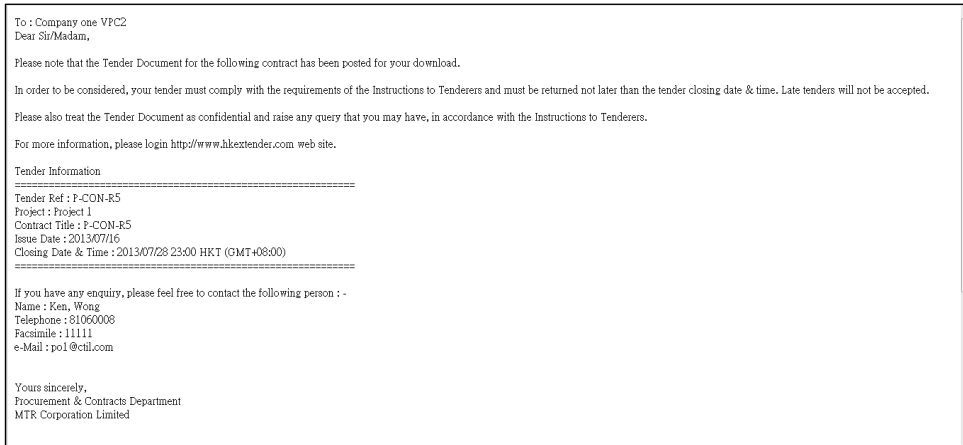 To : Company one VPC2
Dear Sir/Madam,
Please note that the Tender Document for the following contract has been posted for your download.
In order to be considered, your tender must comply with the requirements of the Instructions to Tenderers and must be returned not later than the tender closing date & time. Late tenders will not be accepted.
Please also treat the Tender Document as confidential and raise any query that you may have, in accordance with the Instructions to Tenderers.
For more information, please login http://www.hkextender.com web site.
Tender Information
============================================================
Tender Ref : P-CON-R5
Project : Project 1
Contract Title : P-CON-R5
Issue Date : 2013/07/16
Closing Date & Time : 2013/07/28 23:00 HKT (GMT+08:00)
============================================================
If you have any enquiry, please feel free to contact the following person : -
Name : Ken, Wong
Telephone : 81060008
Facsimile : 11111
e-Mail : po1@ctil.com
Yours sincerely,
Procurement & Contracts Department
MTR Corporation Limited